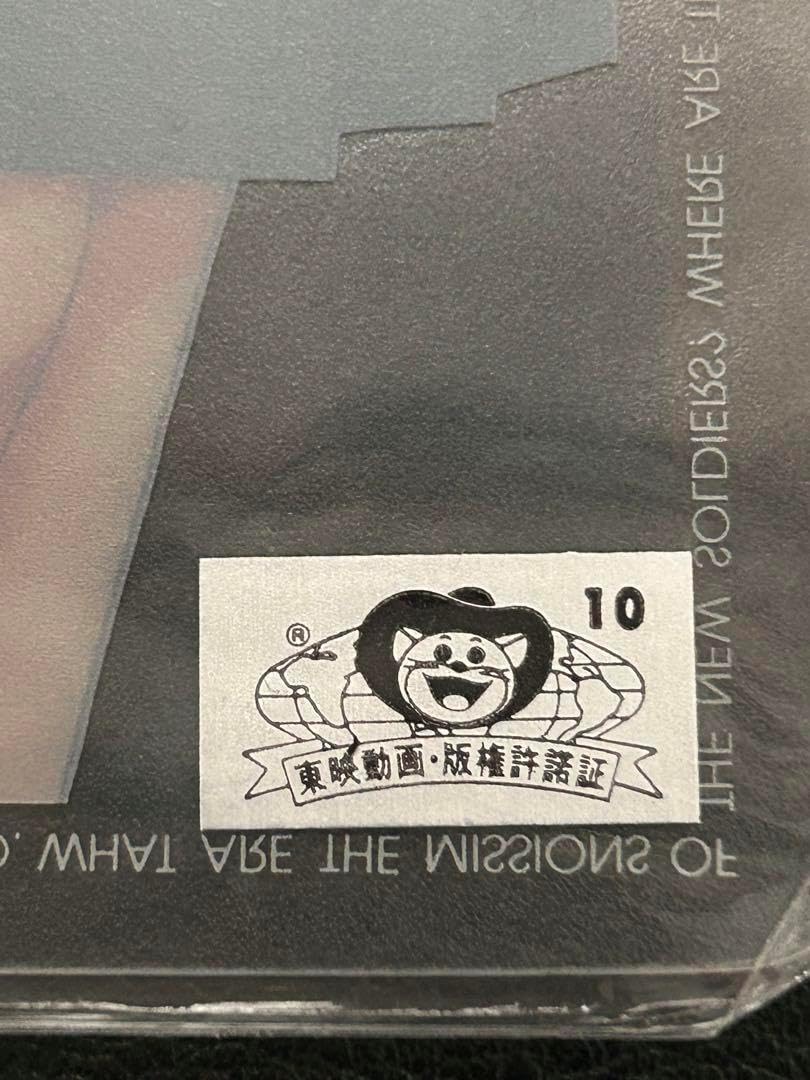 10
®
東映動画・版権許諾証
WHAT ARE THE MISSIONS OF
THE NEW SOLDIERS? WHERE ARE